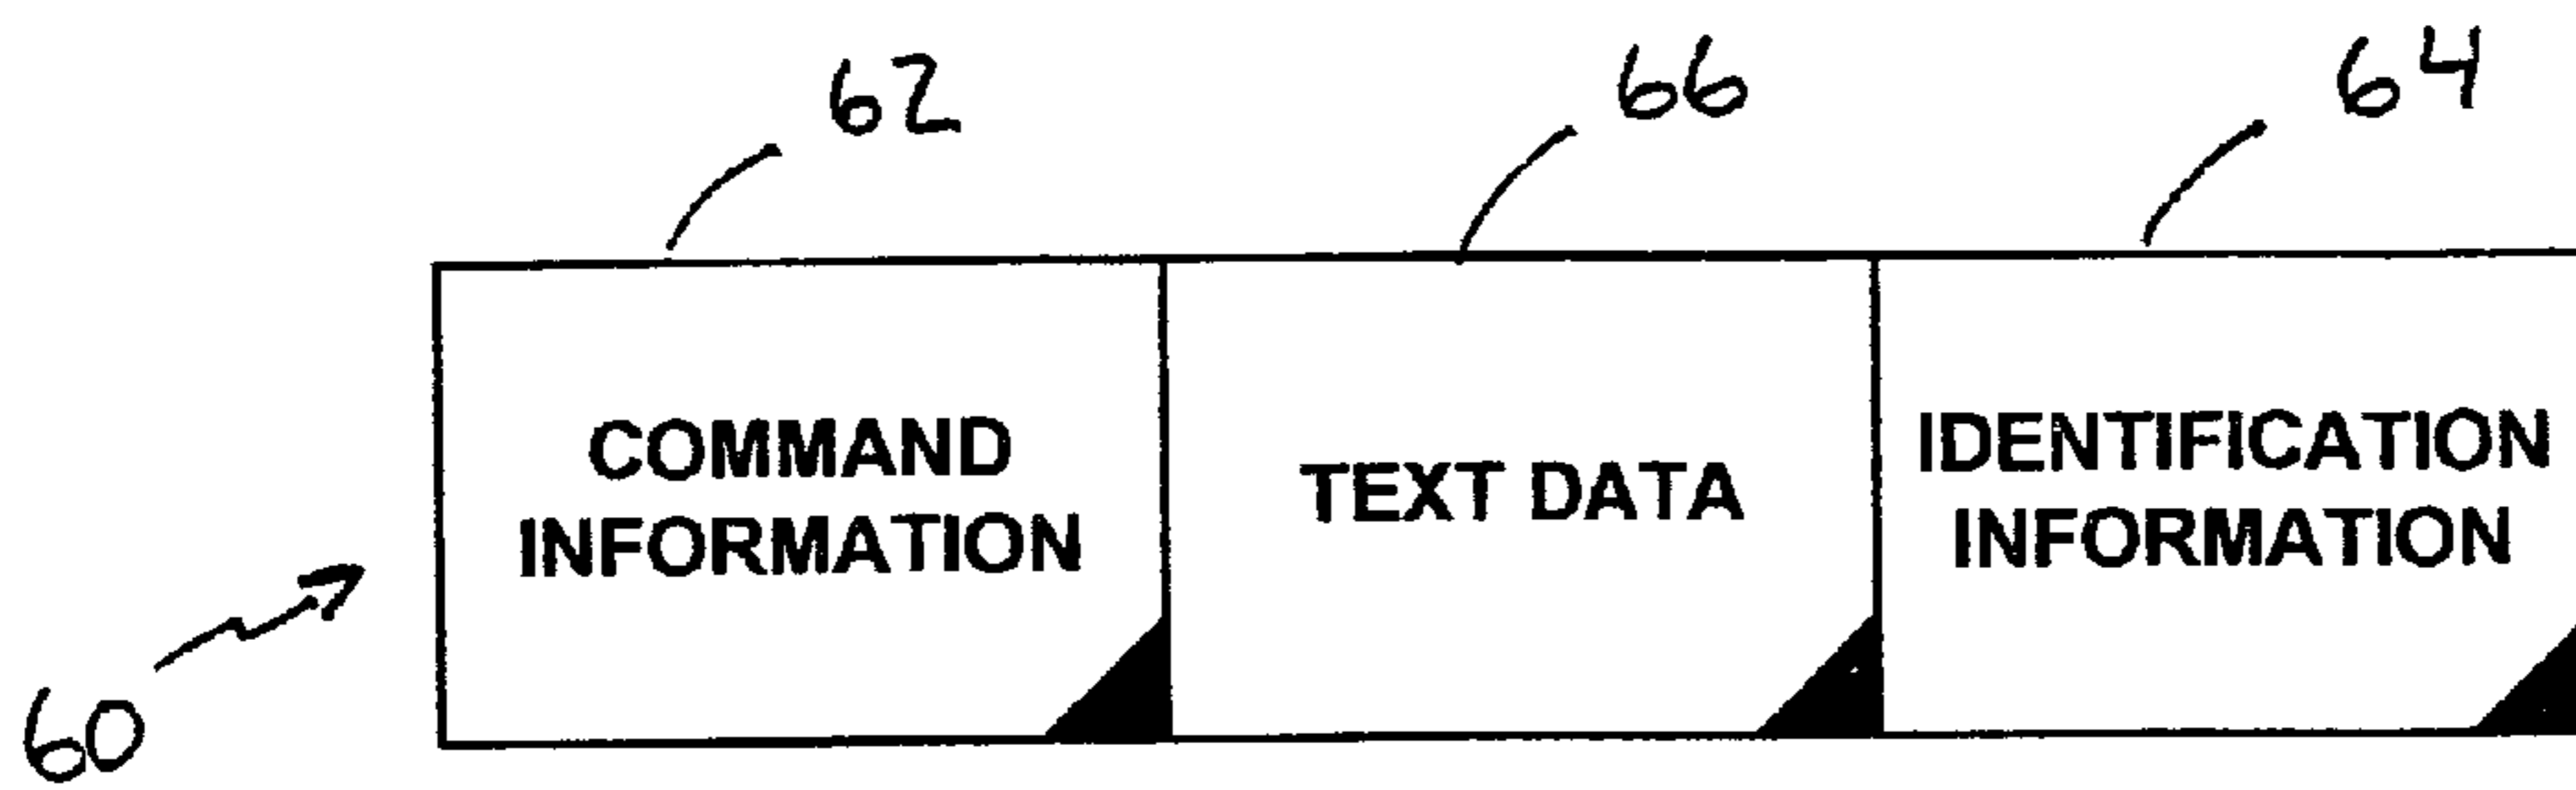 62 66 64
COMMAND INFORMATION
TEXT DATA
IDENTIFICATION INFORMATION
60